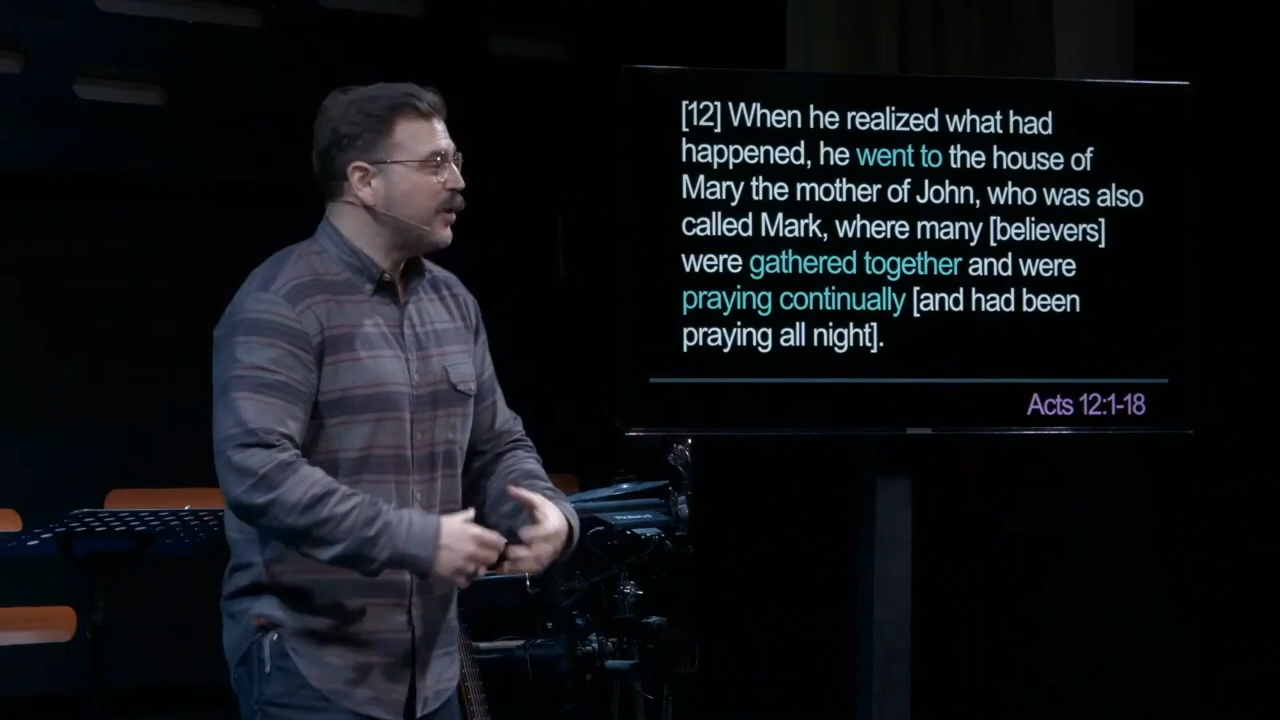 [12] When he realized what had
happened, he went to the house of
Mary the mother of John, who was also
called Mark, where many [believers]
were gathered together and were
praying continually [and had been
praying all night].
Acts 12:1-18
Roland